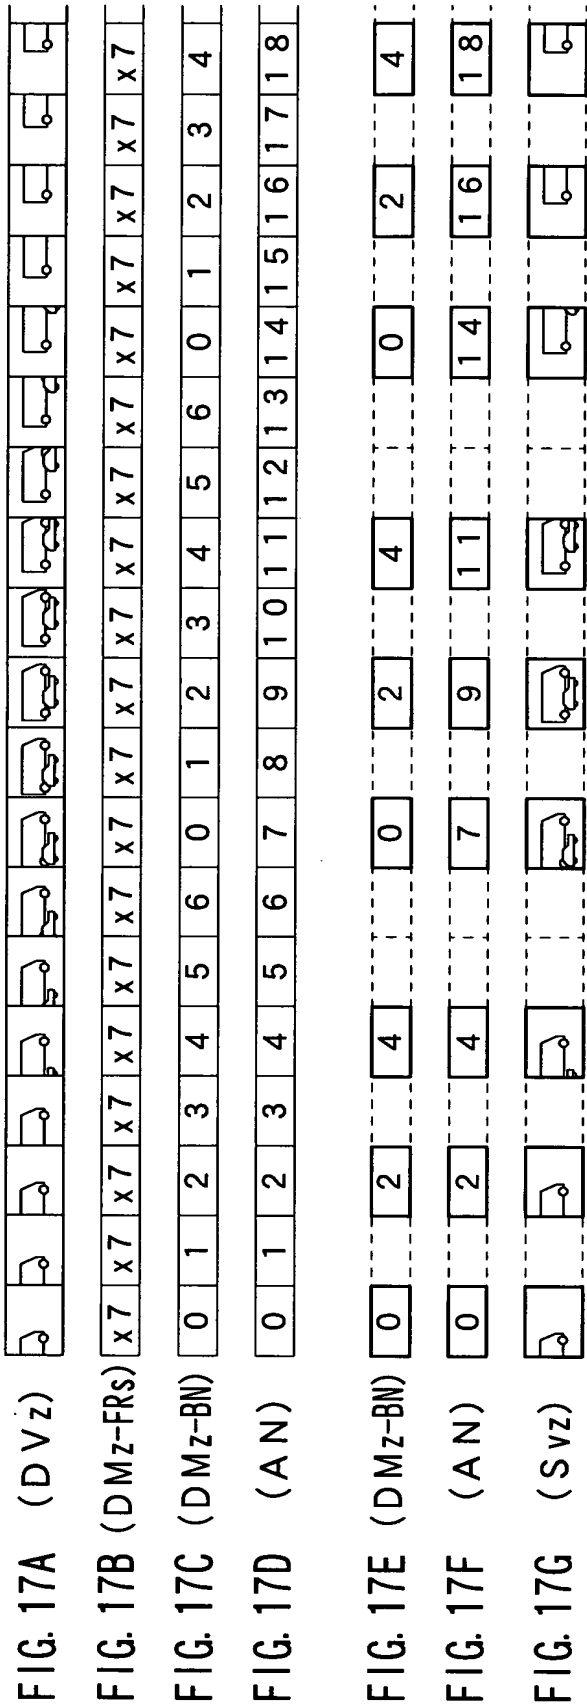 FIG. 17A (DVz)
FIG. 17B (DMz-FRs) x7 x7 x7 x7 x7 x7 x7 x7 x7 x7 x7 x7 x7 x7 x7 x7 x7 x7 x7
FIG. 17C (DMz-BN) 0 1 2 3 4 5 6 0 1 2 3 4 5 6 0 1 2 3 4
FIG. 17D (AN) 0 1 2 3 4 5 6 7 8 9 10 11 12 13 14 15 16 17 18
FIG. 17E (DMz-BN) 0 2 4 0 2 4 0 2 4
FIG. 17F (AN) 0 2 4 7 9 11 14 16 18
FIG. 17G (Svz)